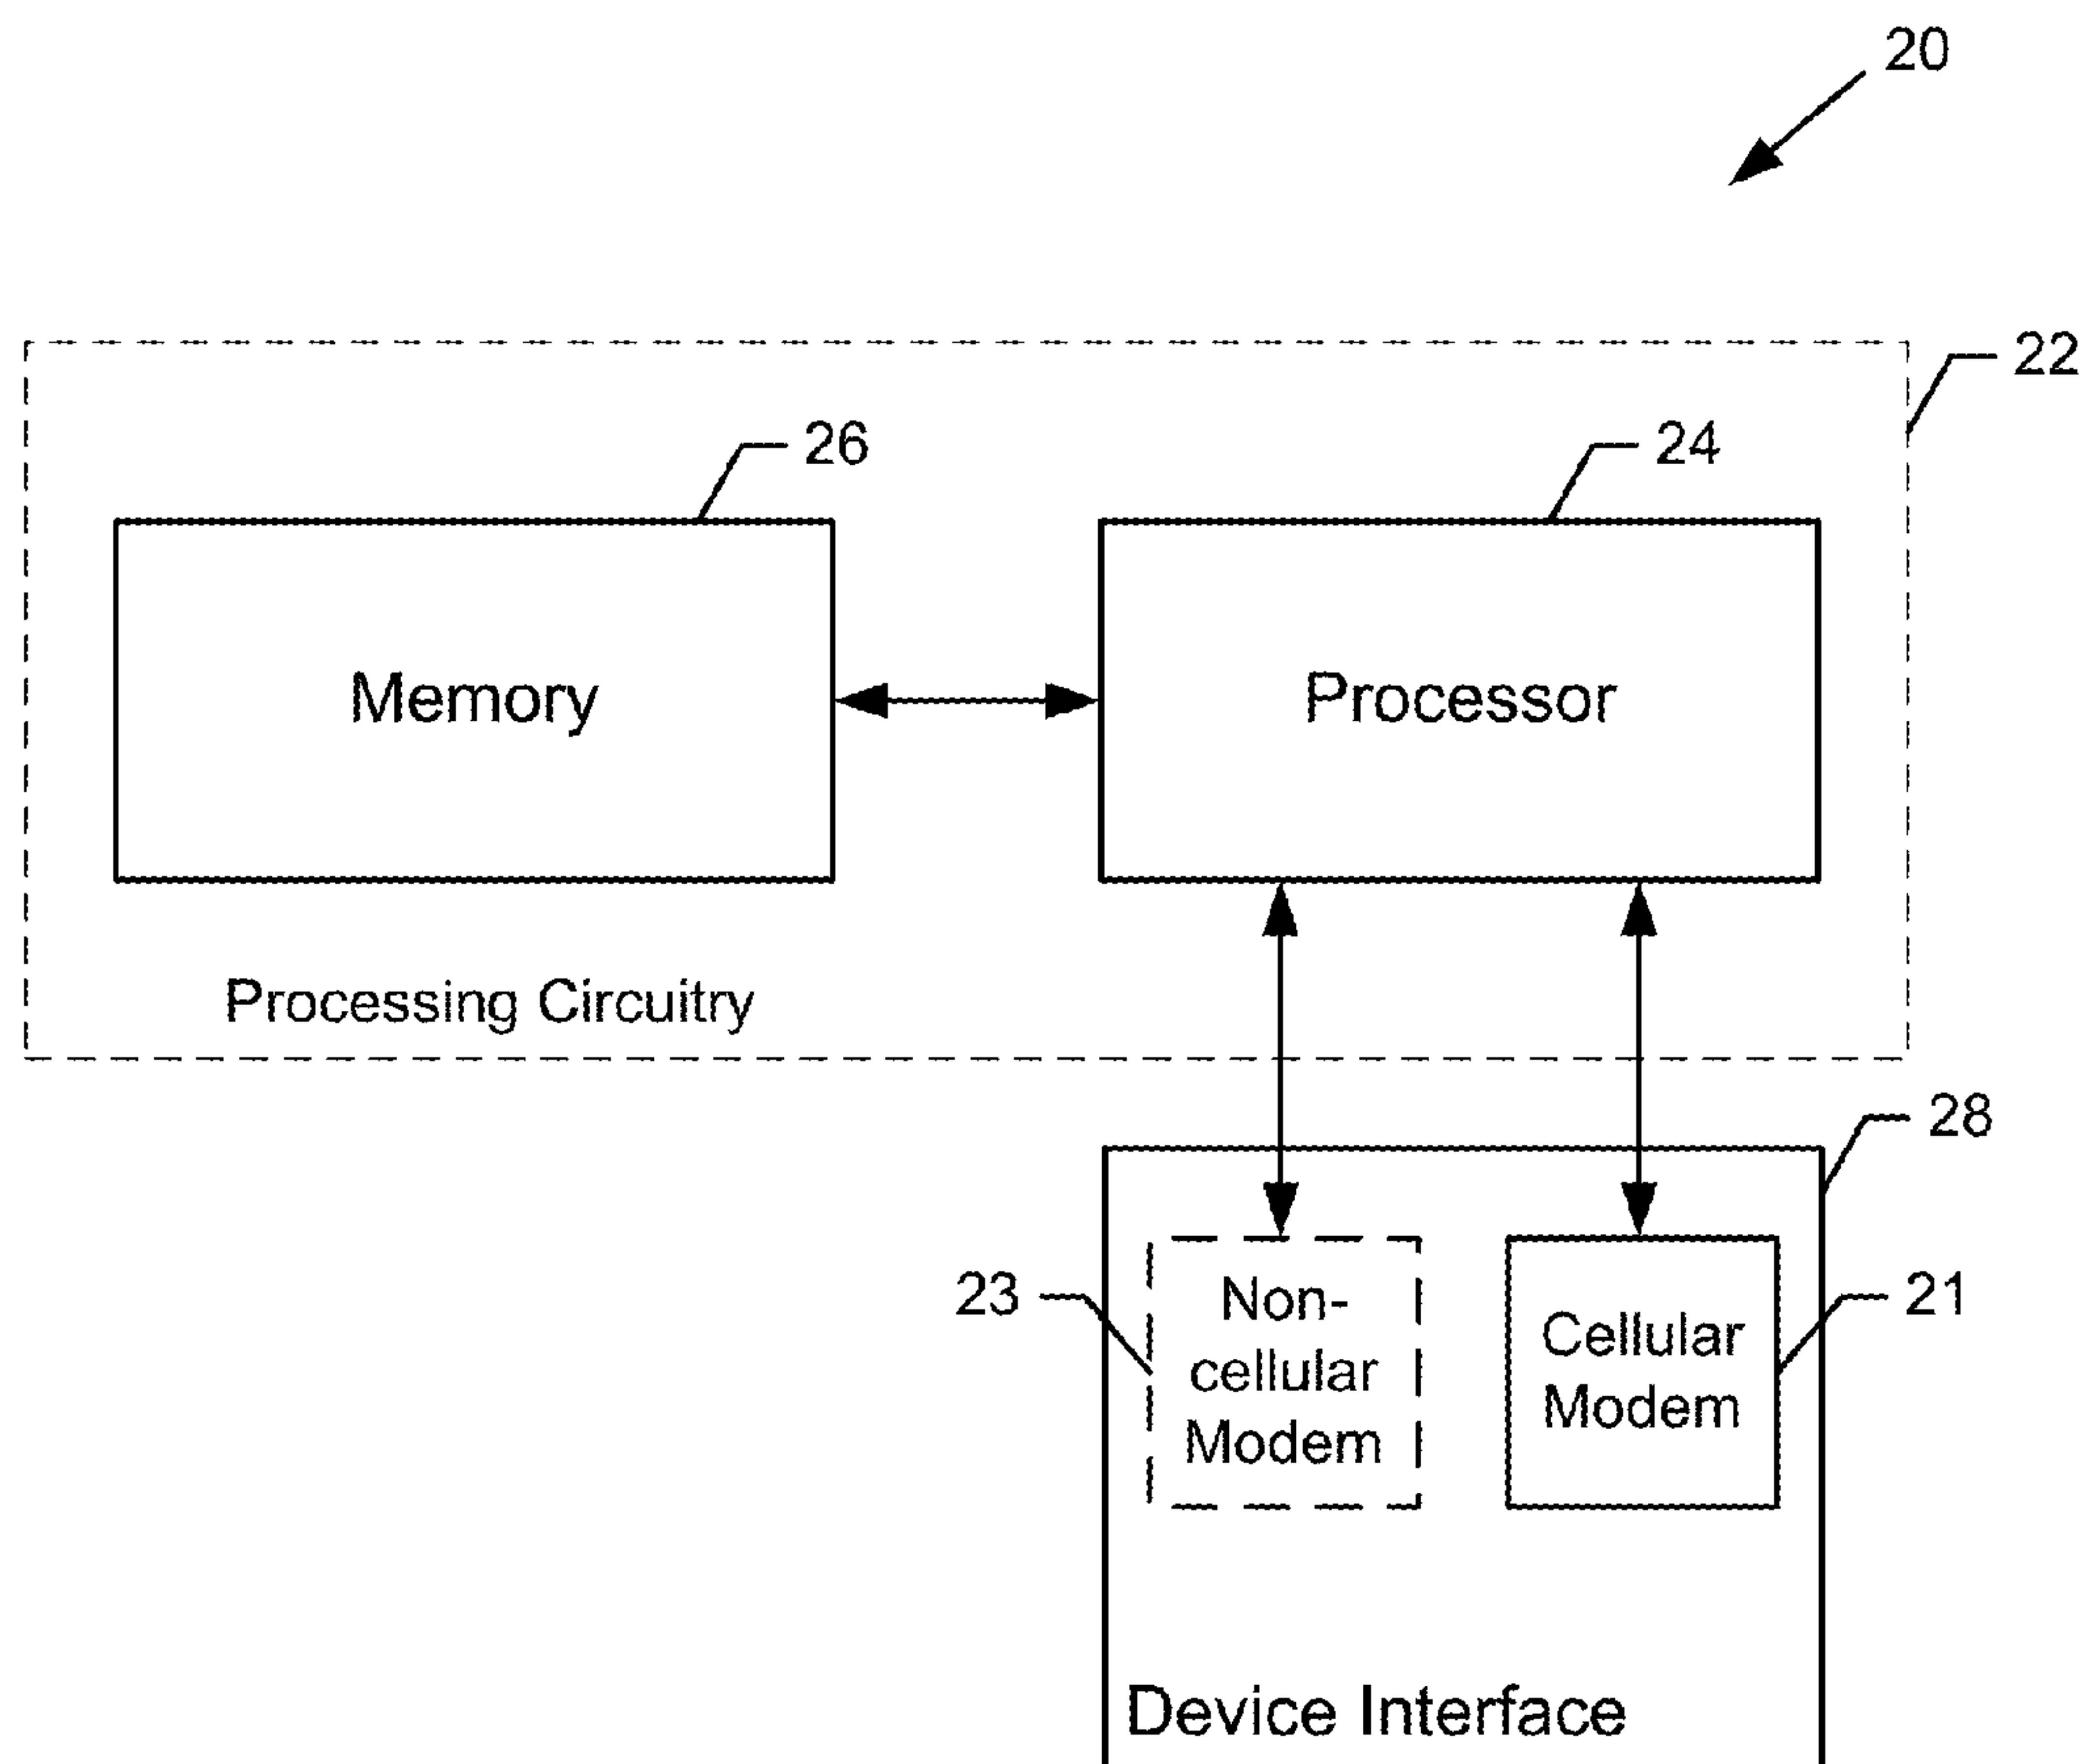 20
22
26
24
Memory
Processor
Processing Circuitry
28
23
Non-
cellular
Modem
Cellular
Modem
21
Device Interface